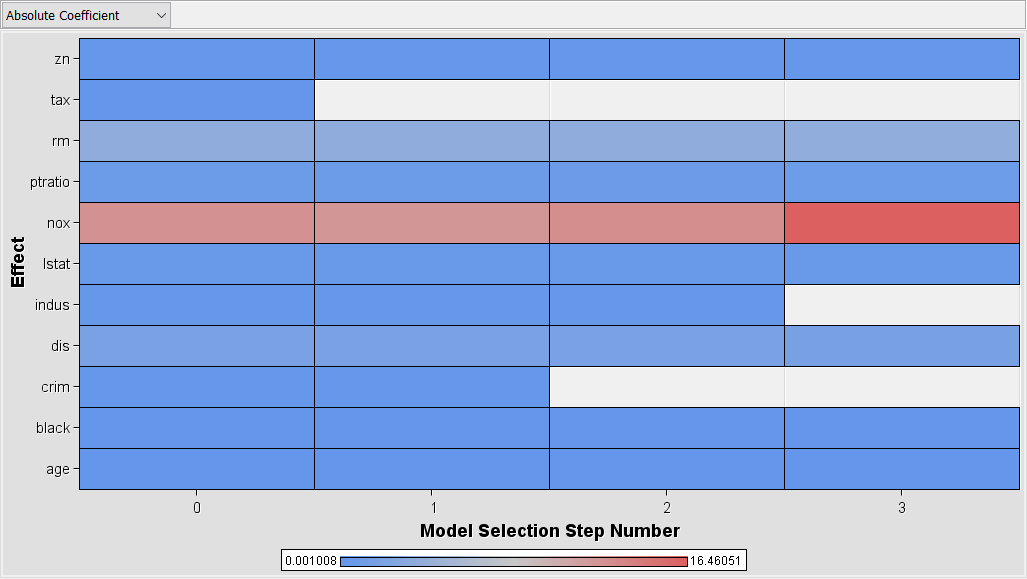 Absolute Coefficient
Effect
zn
tax
rm
ptratio
nox
lstat
indus
dis
crim
black
age
0 1 2 3
Model Selection Step Number
0.001008 16.46051